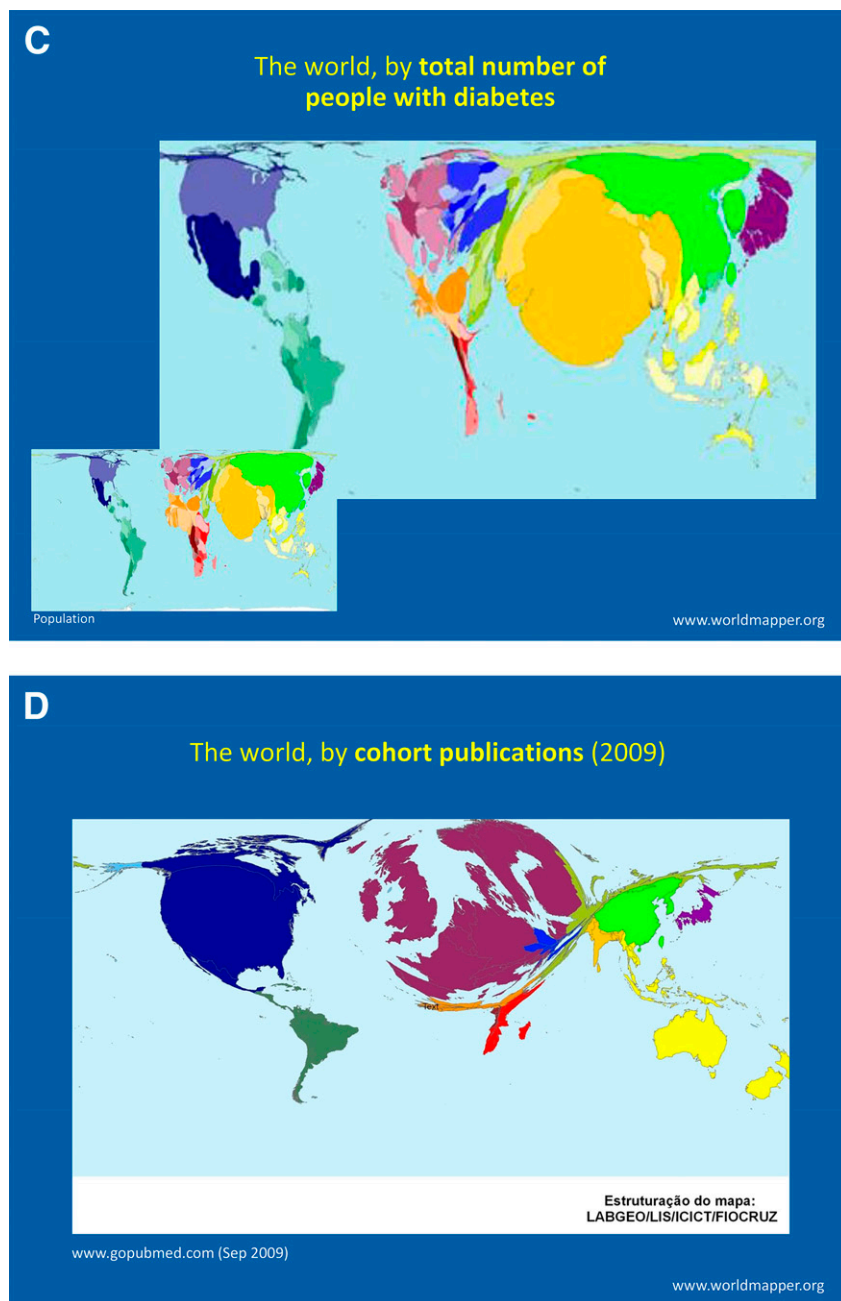 C
The world, by total number of
people with diabetes
Population
www.worldmapper.org
D
The world, by cohort publications (2009)
Text
Estruturação do mapa:
LABGEO/LIS/ICICT/FIOCRUZ
www.gopubmed.com (Sep 2009)
www.worldmapper.org